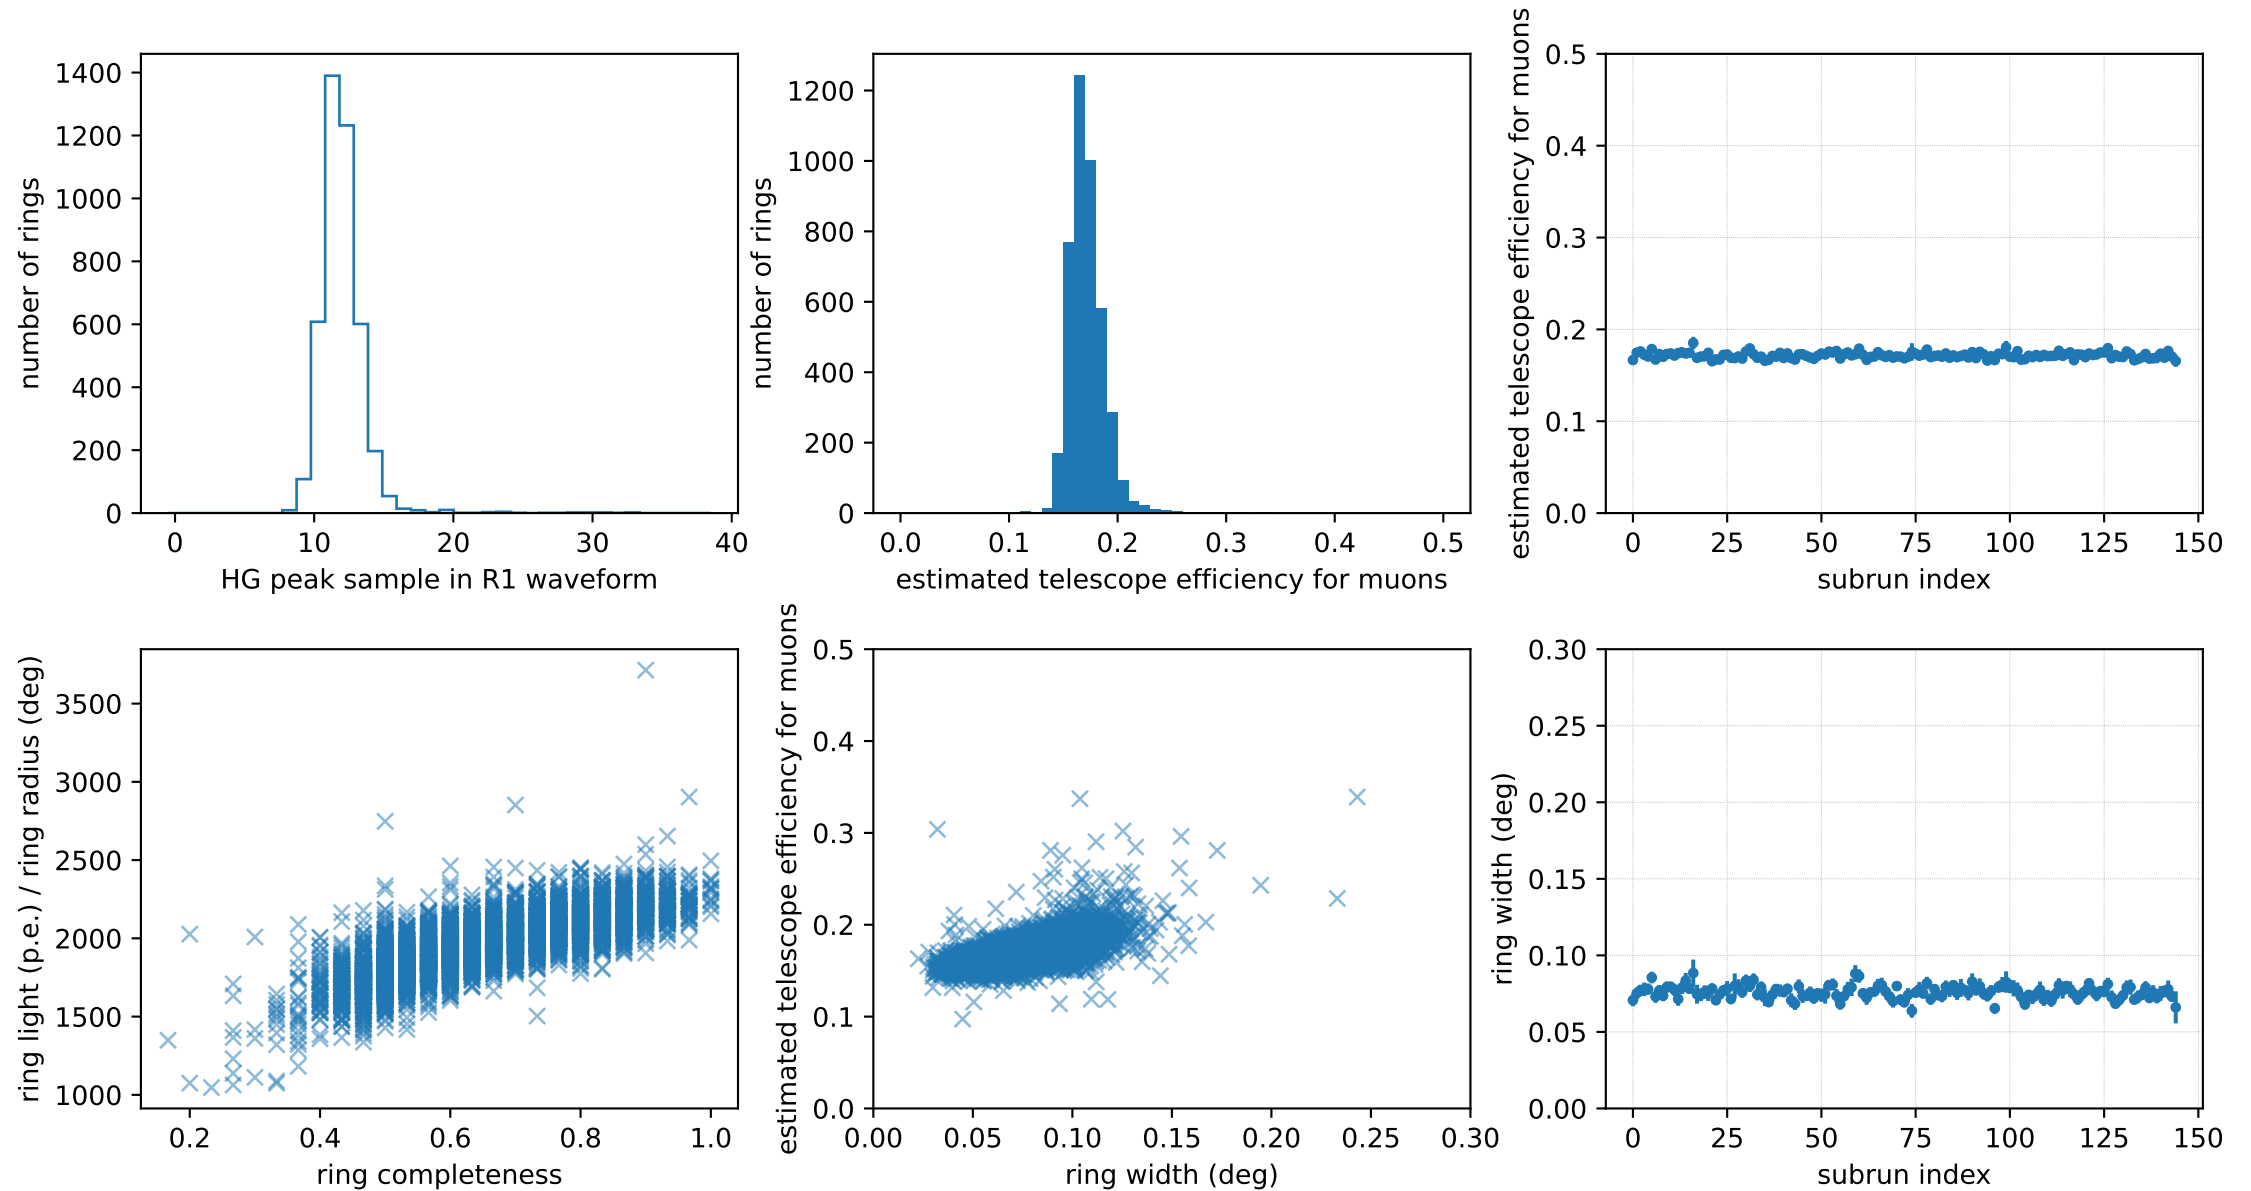 number of rings
1400
1200
1000
800
600
400
200
0
0 10 20 30 40
HG peak sample in R1 waveform
number of rings
1200
1000
800
600
400
200
0
0.0 0.1 0.2 0.3 0.4 0.5
estimated telescope efficiency for muons
estimated telescope efficiency for muons
0.5
0.4
0.3
0.2
0.1
0.0
0 25 50 75 100 125 150
subrun index
ring light (p.e.) / ring radius (deg)
3500
3000
2500
2000
1500
1000
0.2 0.4 0.6 0.8 1.0
ring completeness
estimated telescope efficiency for muons
0.5
0.4
0.3
0.2
0.1
0.0
0.00 0.05 0.10 0.15 0.20 0.25 0.30
ring width (deg)
ring width (deg)
0.30
0.25
0.20
0.15
0.10
0.05
0.00
0 25 50 75 100 125 150
subrun index